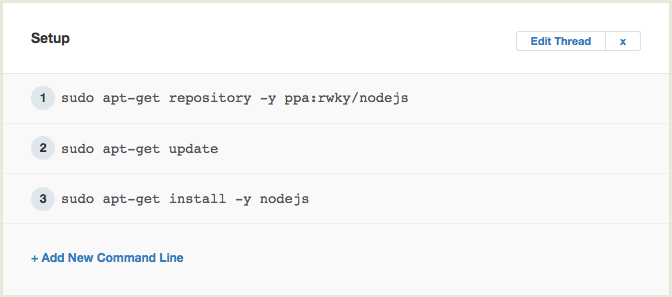 Setup
Edit Thread x
1 sudo apt-get repository -y ppa:rwky/nodejs
2 sudo apt-get update
3 sudo apt-get install -y nodejs
+ Add New Command Line